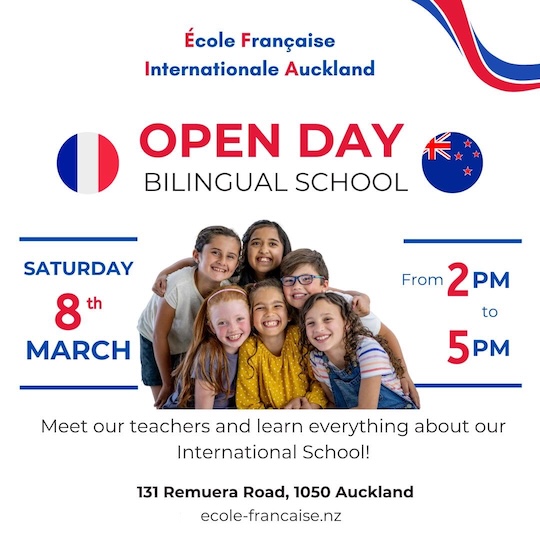 École Française
Internationale Auckland
OPEN DAY
BILINGUAL SCHOOL
SATURDAY
8th
MARCH
From 2PM
to
5PM
Meet our teachers and learn everything about our
International School!
131 Remuera Road, 1050 Auckland
ecole-francaise.nz